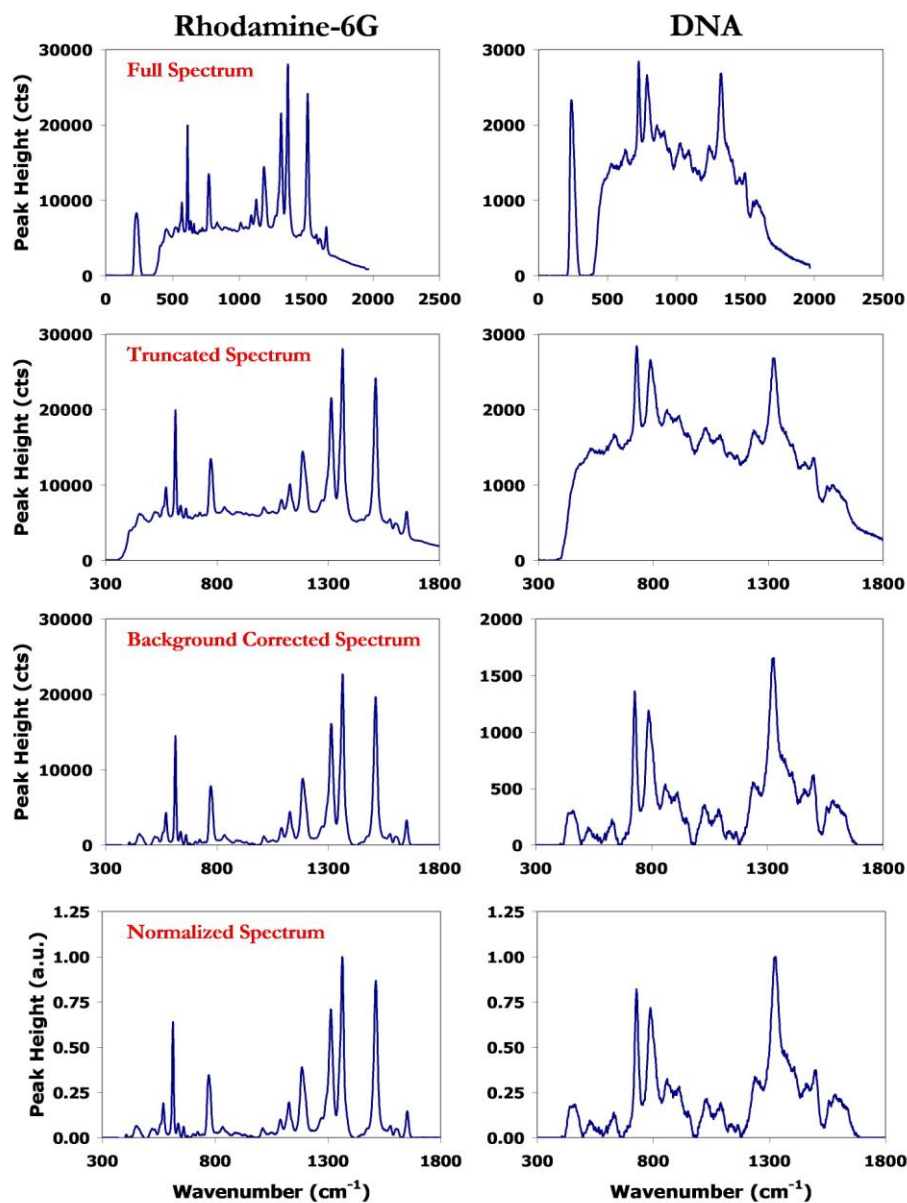 Rhodamine-6G
DNA
Full Spectrum
Peak Height (cts)
30000
20000
10000
0
0 500 1000 1500 2000 2500
3000
2000
1000
0
0 500 1000 1500 2000 2500
Truncated Spectrum
Peak Height (cts)
30000
20000
10000
0
300 800 1300 1800
3000
2000
1000
0
300 800 1300 1800
Background Corrected Spectrum
Peak Height (cts)
30000
20000
10000
0
300 800 1300 1800
2000
1500
1000
500
0
300 800 1300 1800
Normalized Spectrum
Peak Height (a.u.)
1.25
1.00
0.75
0.50
0.25
0.00
300 800 1300 1800
Wavenumber (cm⁻¹)
1.25
1.00
0.75
0.50
0.25
0.00
300 800 1300 1800
Wavenumber (cm⁻¹)